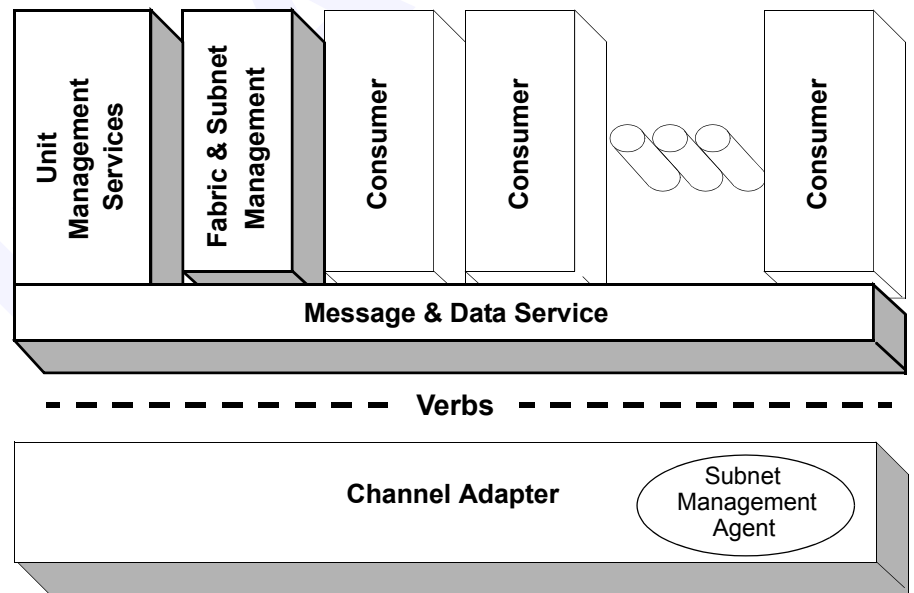 Unit
Management
Services
Fabric & Subnet
Management
Consumer
Consumer
Consumer
Message & Data Service
Verbs
Channel Adapter
Subnet
Management
Agent